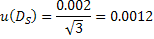 u(D_S) = 0.002/√3 = 0.0012